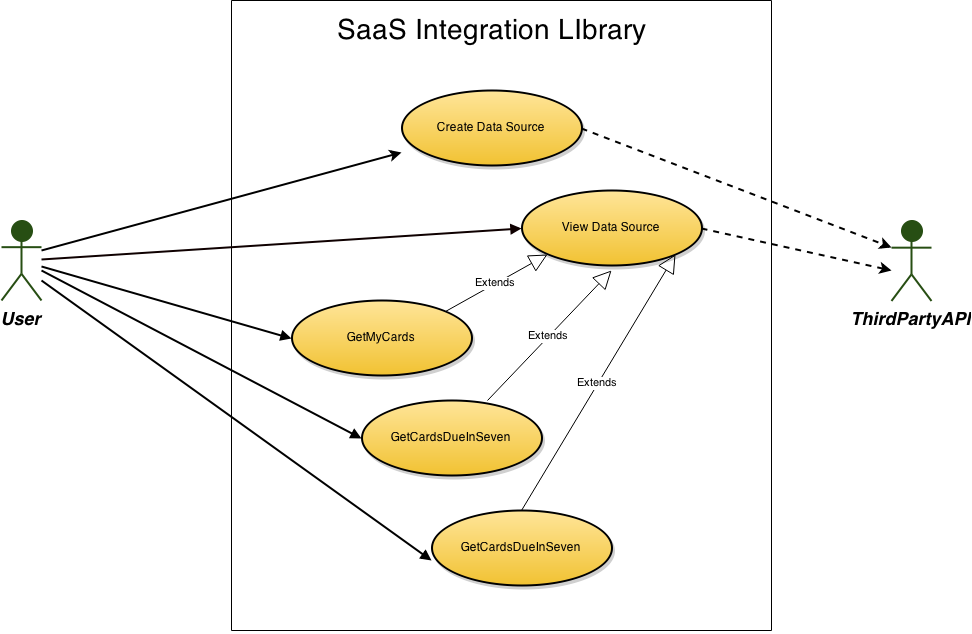 SaaS Integration LIbrary
Create Data Source
View Data Source
Extends
User
ThirdPartyAPI
GetMyCards
Extends
Extends
GetCardsDueInSeven
GetCardsDueInSeven